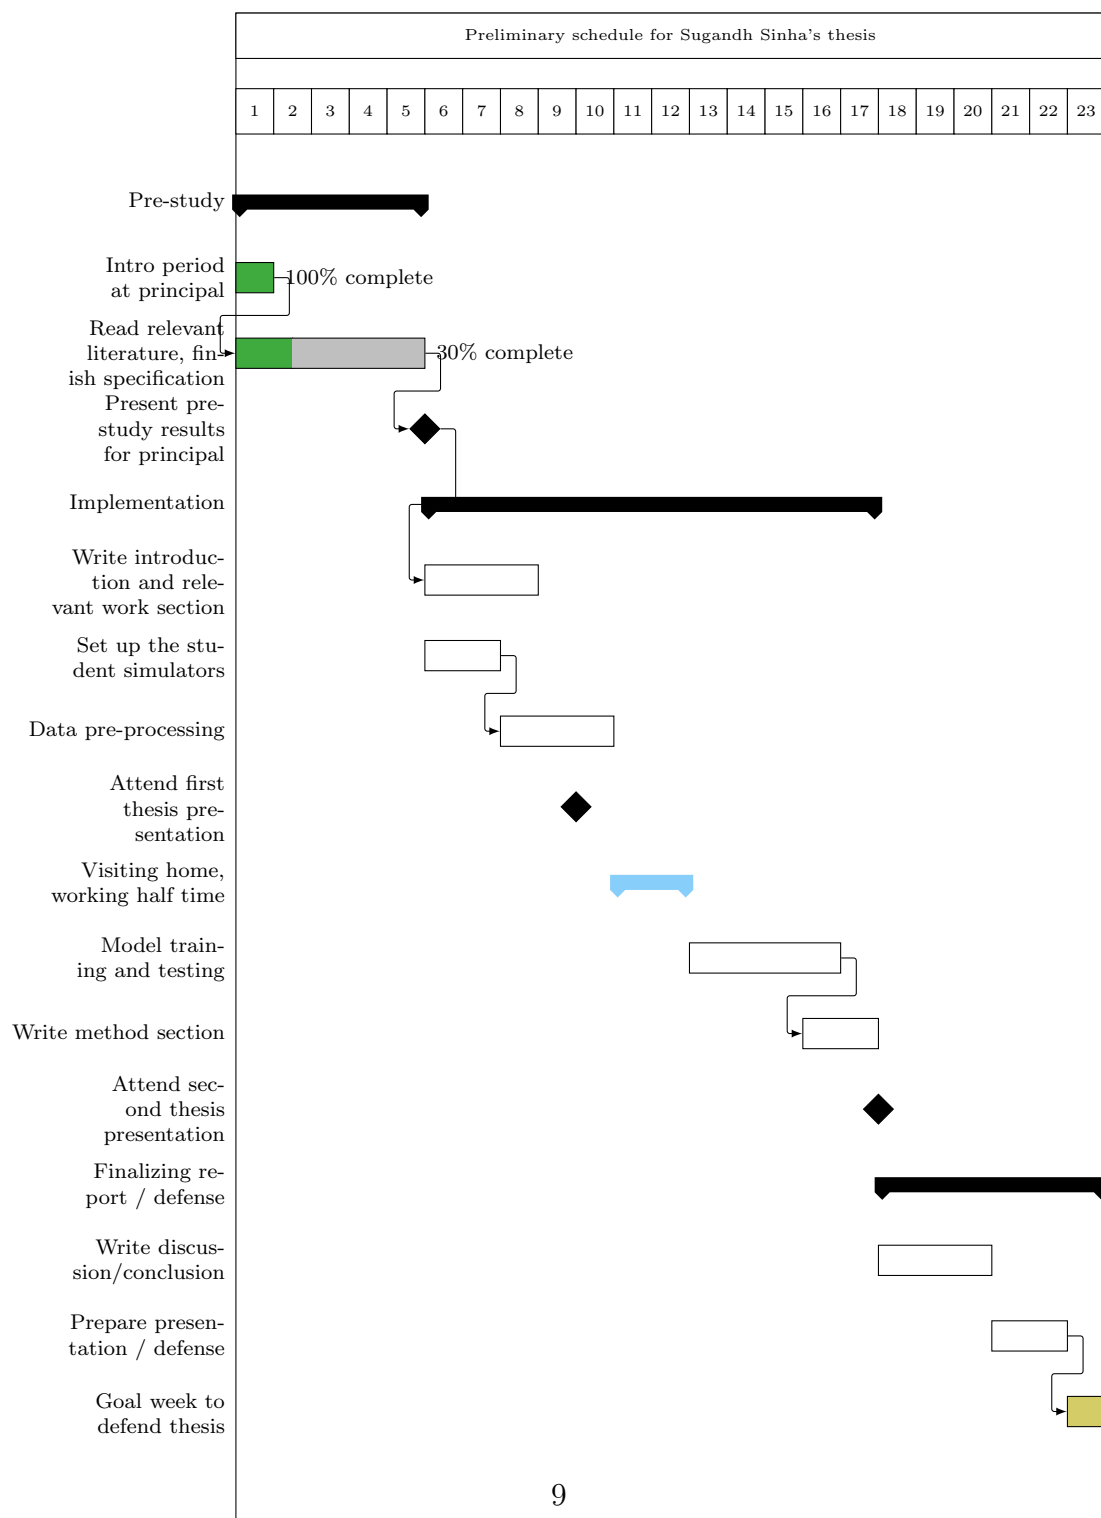 Preliminary schedule for Sugandh Sinha's thesis
1 2 3 4 5 6 7 8 9 10 11 12 13 14 15 16 17 18 19 20 21 22 23
Pre-study
Intro period
at principal
100% complete
Read relevant
literature, fin-
ish specification
30% complete
Present pre-
study results
for principal
Implementation
Write introduc-
tion and rele-
vant work section
Set up the stu-
dent simulators
Data pre-processing
Attend first
thesis pre-
sentation
Visiting home,
working half time
Model train-
ing and testing
Write method section
Attend sec-
ond thesis
presentation
Finalizing re-
port / defense
Write discus-
sion/conclusion
Prepare presen-
tation / defense
Goal week to
defend thesis
9